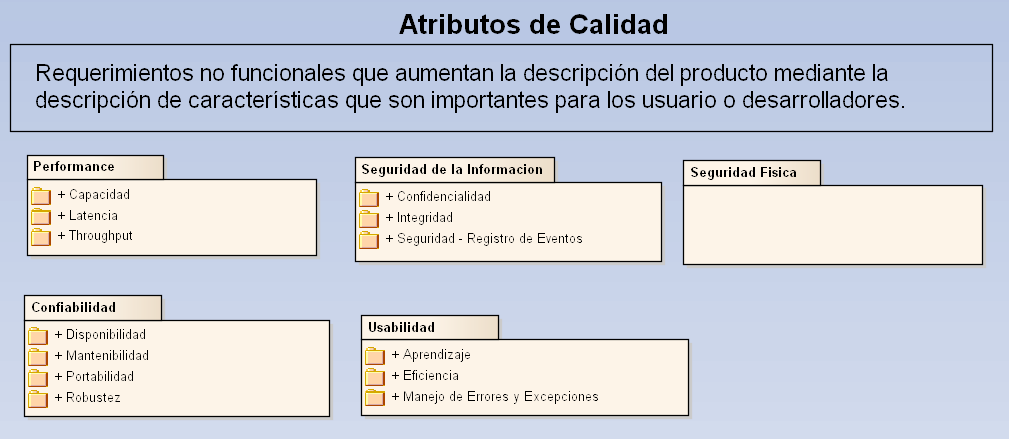 Atributos de Calidad
Requerimientos no funcionales que aumentan la descripción del producto mediante la
descripción de características que son importantes para los usuario o desarrolladores.
Performance
+ Capacidad
+ Latencia
+ Throughput
Seguridad de la Informacion
+ Confidencialidad
+ Integridad
+ Seguridad - Registro de Eventos
Seguridad Fisica
Confiabilidad
+ Disponibilidad
+ Mantenibilidad
+ Portabilidad
+ Robustez
Usabilidad
+ Aprendizaje
+ Eficiencia
+ Manejo de Errores y Excepciones